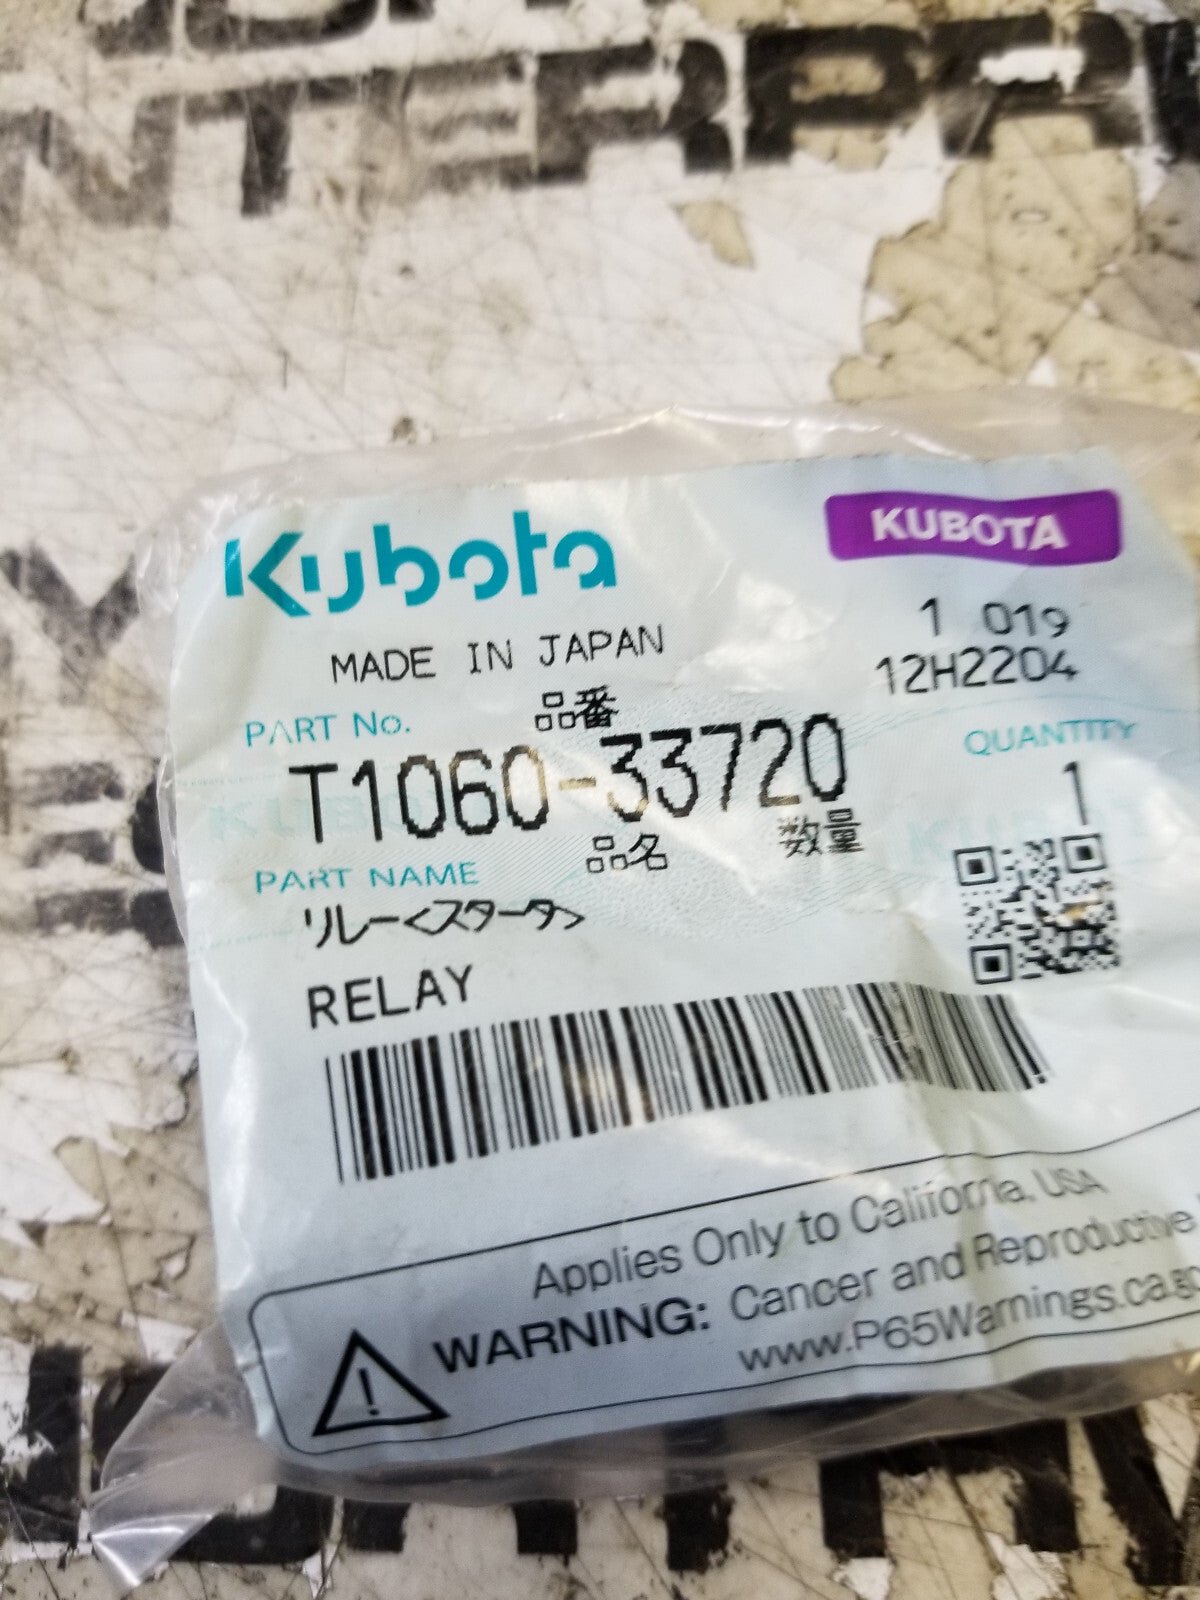 NTERPR
Kubota
KUBOTA
MADE IN JAPAN
1 019
12H2204
品番
PART No.
QUANTITY
T1060-33720
1
数量
品名
PART NAME
リレー<スタータ>
RELAY
Applies Only to California, USA
WARNING: Cancer and Reproductive
www.P65Warnings.ca.go